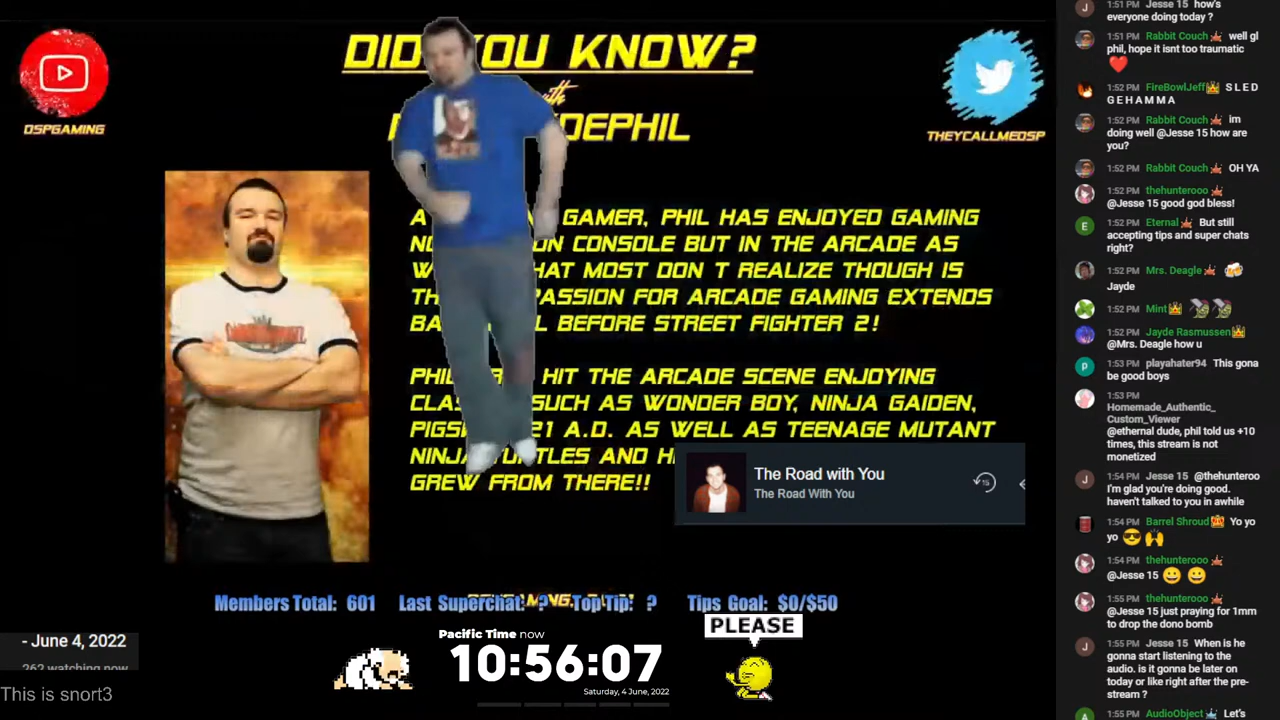 DID YOU KNOW?
with
DEPHIL
DSPGAMING
THEYCALLMEDSP
A GAMER, PHIL HAS ENJOYED GAMING
ON CONSOLE BUT IN THE ARCADE AS
W HAT MOST DON T REALIZE THOUGH IS
TH PASSION FOR ARCADE GAMING EXTENDS
BA L BEFORE STREET FIGHTER 2!
PHIL HIT THE ARCADE SCENE ENJOYING
CLAS SUCH AS WONDER BOY, NINJA GAIDEN,
PIGSK 21 A.D. AS WELL AS TEENAGE MUTANT
NINJA TURTLES AND H
GREW FROM THERE!!
The Road with You
The Road With You
15
Members Total: 601 Last Superchat: ? Top Tip: ? Tips Goal: $0/$50
PLEASE
Pacific Time now
10:56:07
Saturday, 4 June, 2022
- June 4, 2022
262 watching now
This is snort3
1:51 PM Jesse 15 how's
everyone doing today ?
1:51 PM Rabbit Couch well gl
phil, hope it isnt too traumatic
1:52 PM FireBowlJeff S L E D
G E H A M M A
1:52 PM Rabbit Couch im
doing well @Jesse 15 how are
you?
1:52 PM Rabbit Couch OH YA
1:52 PM thehunterooo
@Jesse 15 good god bless!
1:52 PM Eternal But still
accepting tips and super chats
right?
1:52 PM Mrs. Deagle
Jayde
1:52 PM Mint
1:52 PM Jayde Rasmussen
@Mrs. Deagle how u
1:53 PM playahater94 This gona
be good boys
1:53 PM
Homemade_Authentic_
Custom_Viewer
@ethernal dude, phil told us +10
times, this stream is not
monetized
1:54 PM Jesse 15 @thehunteroo
I'm glad you're doing good.
haven't talked to you in awhile
1:54 PM Barrel Shroud Yo yo
yo
1:54 PM thehunterooo
@Jesse 15
1:55 PM thehunterooo
@Jesse 15 just praying for 1mm
to drop the dono bomb
1:55 PM Jesse 15 When is he
gonna start listening to the
audio. is it gonna be later on
today or like right after the pre-
stream ?
1:55 PM AudioObject Let's